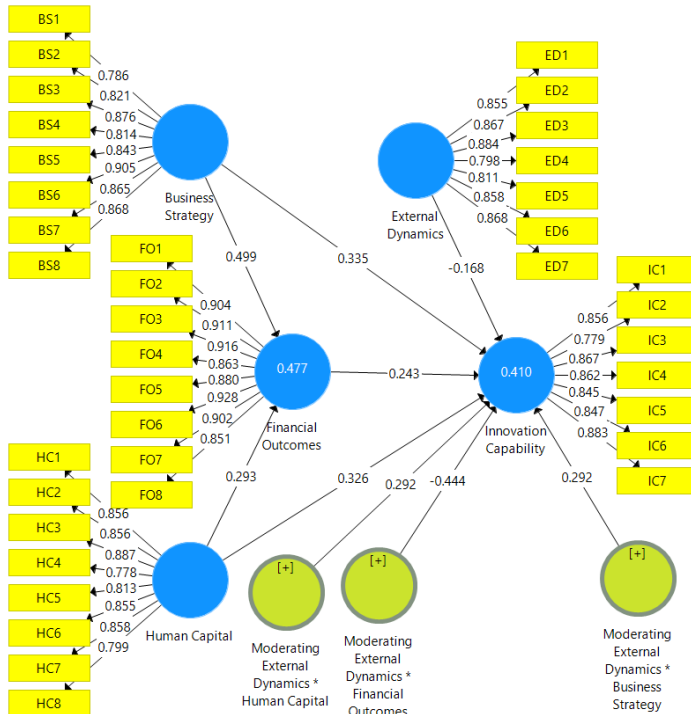 BS1
BS2
BS3
BS4
BS5
BS6
BS7
BS8
0.786
0.821
0.876
0.814
0.843
0.905
0.865
0.868
Business
Strategy
ED1
ED2
ED3
ED4
ED5
ED6
ED7
0.855
0.867
0.884
0.798
0.811
0.858
0.868
External
Dynamics
0.499
0.335
-0.168
FO1
FO2
FO3
FO4
FO5
FO6
FO7
FO8
0.904
0.911
0.916
0.863
0.880
0.928
0.902
0.851
0.477
Financial
Outcomes
0.243
0.410
Innovation
Capability
IC1
IC2
IC3
IC4
IC5
IC6
IC7
0.856
0.779
0.867
0.862
0.845
0.847
0.883
HC1
HC2
HC3
HC4
HC5
HC6
HC7
HC8
0.856
0.856
0.887
0.778
0.813
0.855
0.858
0.799
Human Capital
0.293
0.326
0.292
-0.444
0.292
[+]
Moderating
External
Dynamics *
Human Capital
[+]
Moderating
External
Dynamics *
Financial
Outcomes
[+]
Moderating
External
Dynamics *
Business
Strategy